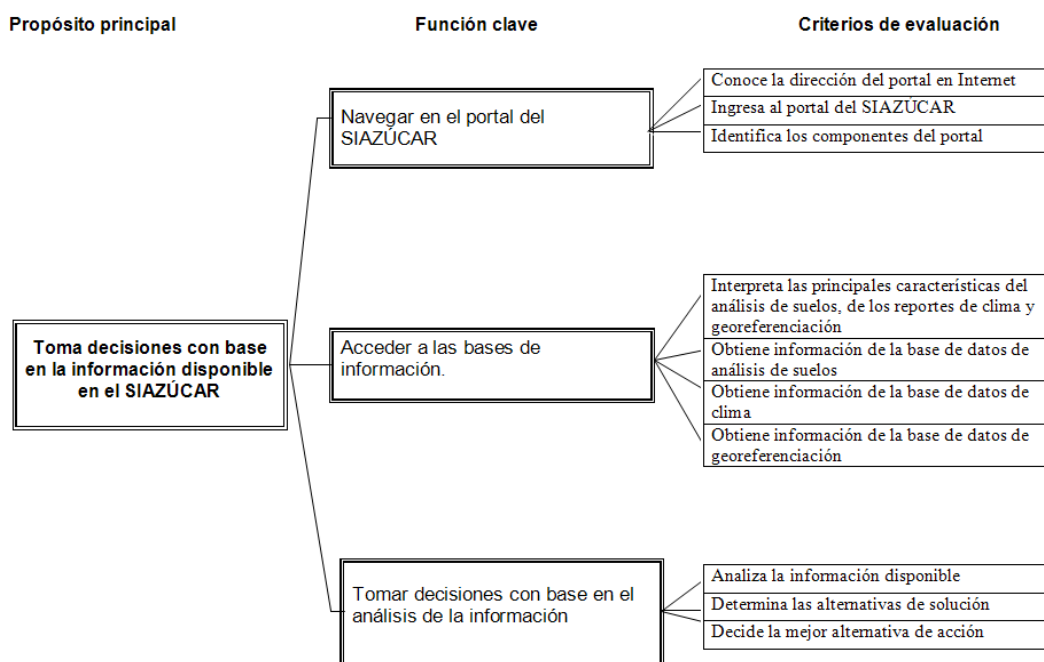 Propósito principal
Función clave
Criterios de evaluación
Toma decisiones con base
en la información disponible
en el SIAZÚCAR
Navegar en el portal del
SIAZÚCAR
Conoce la dirección del portal en Internet
Ingresa al portal del SIAZÚCAR
Identifica los componentes del portal
Acceder a las bases de
información.
Interpreta las principales características del
análisis de suelos, de los reportes de clima y
georeferenciación
Obtiene información de la base de datos de
análisis de suelos
Obtiene información de la base de datos de
clima
Obtiene información de la base de datos de
georeferenciación
Tomar decisiones con base en el
análisis de la información
Analiza la información disponible
Determina las alternativas de solución
Decide la mejor alternativa de acción